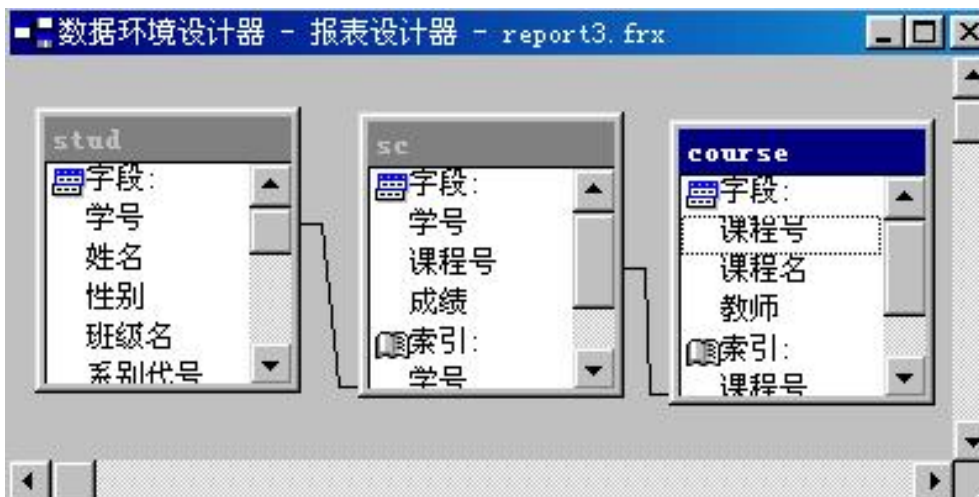 数据环境设计器 - 报表设计器 - report3.frx
stud
字段:
学号
姓名
性别
班级名
系别代号
sc
字段:
学号
课程号
成绩
索引:
学号
course
字段:
课程号
课程名
教师
索引:
课程号